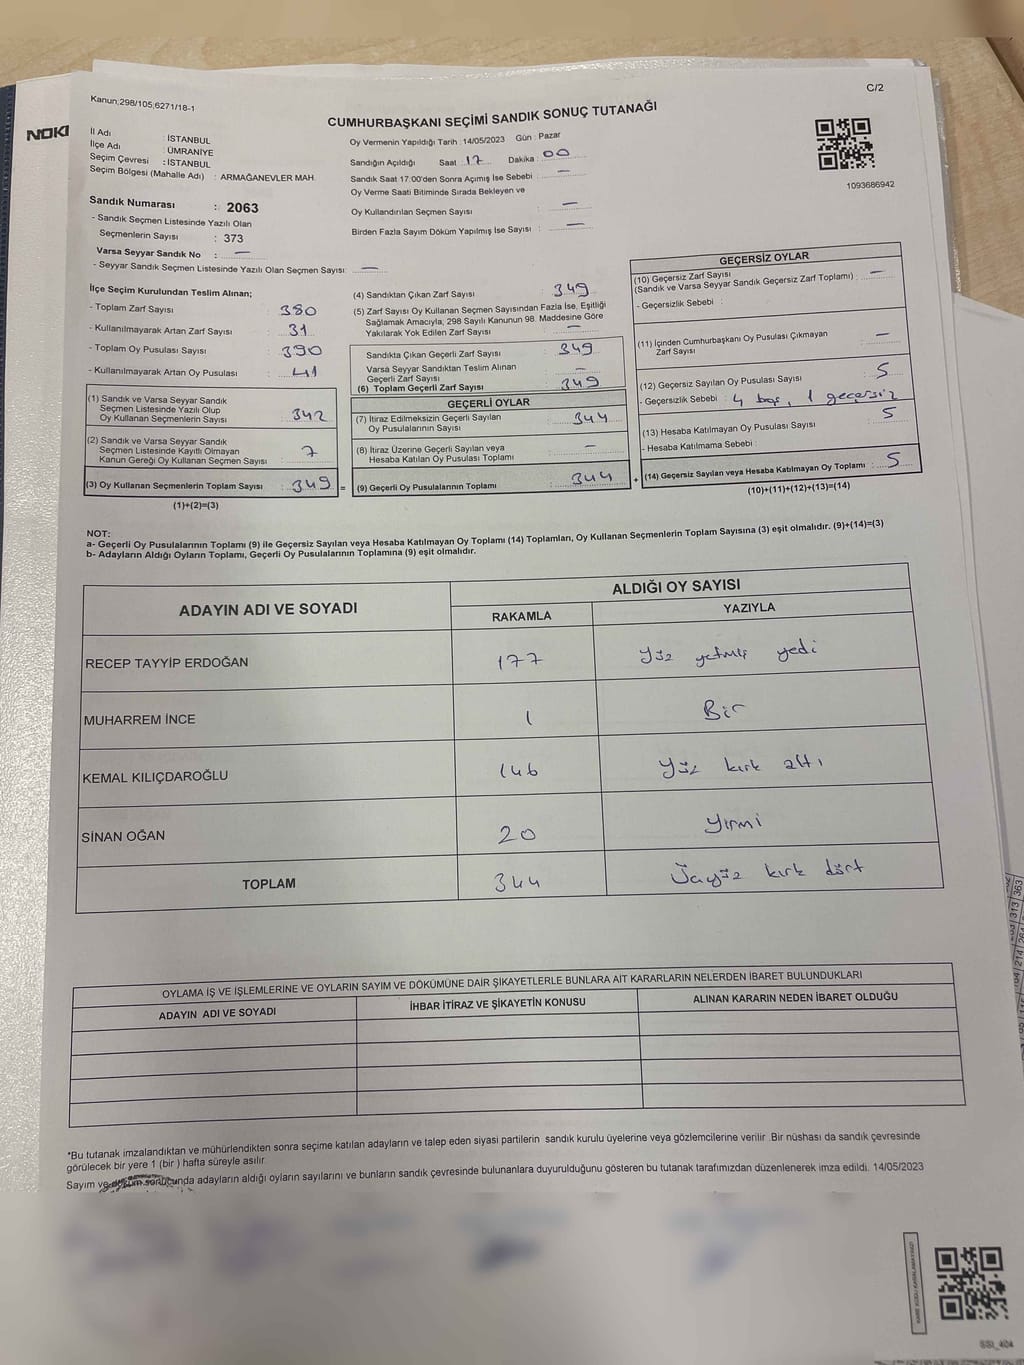 NOKI
Kanun;298/105;6271/18-1
C/2
CUMHURBAŞKANI SEÇİMİ SANDIK SONUÇ TUTANAĞI
İl Adı : İSTANBUL
İlçe Adı : ÜMRANİYE
Seçim Çevresi : İSTANBUL
Seçim Bölgesi (Mahalle Adı) : ARMAĞANEVLER MAH.
Oy Vermenin Yapıldığı Tarih : 14/05/2023 Gün : Pazar
Sandığın Açıldığı Saat 17 Dakika : 00
Sandık Saat 17:00'den Sonra Açımış İse Sebebi : —
Oy Verme Saati Bitiminde Sırada Bekleyen ve
Oy Kullandırılan Seçmen Sayısı : —
Birden Fazla Sayım Döküm Yapılmış İse Sayısı : —
1093686942
Sandık Numarası : 2063
- Sandık Seçmen Listesinde Yazılı Olan
Seçmenlerin Sayısı : 373
Varsa Seyyar Sandık No : —
- Seyyar Sandık Seçmen Listesinde Yazılı Olan Seçmen Sayısı: —
İlçe Seçim Kurulundan Teslim Alınan;
- Toplam Zarf Sayısı : 380
- Kullanılmayarak Artan Zarf Sayısı : 31
- Toplam Oy Pusulası Sayısı : 390
- Kullanılmayarak Artan Oy Pusulası : 41
(1) Sandık ve Varsa Seyyar Sandık
Seçmen Listesinde Yazılı Olup
Oy Kullanan Seçmenlerin Sayısı : 342
(2) Sandık ve Varsa Seyyar Sandık
Seçmen Listesinde Kayıtlı Olmayan
Kanun Gereği Oy Kullanan Seçmen Sayısı : 7
(3) Oy Kullanan Seçmenlerin Toplam Sayısı : 349 =
(1)+(2)=(3)
(4) Sandıktan Çıkan Zarf Sayısı : 349
(5) Zarf Sayısı Oy Kullanan Seçmen Sayısından Fazla İse, Eşitliği
Sağlamak Amacıyla, 298 Sayılı Kanunun 98. Maddesine Göre
Yakılarak Yok Edilen Zarf Sayısı : —
Sandıkta Çıkan Geçerli Zarf Sayısı : 349
Varsa Seyyar Sandıktan Teslim Alınan
Geçerli Zarf Sayısı : —
(6) Toplam Geçerli Zarf Sayısı : 349
GEÇERLİ OYLAR
(7) İtiraz Edilmeksizin Geçerli Sayılan
Oy Pusulalarının Sayısı : 344
(8) İtiraz Üzerine Geçerli Sayılan veya
Hesaba Katılan Oy Pusulası Toplamı : —
(9) Geçerli Oy Pusulalarının Toplamı : 344 +
GEÇERSİZ OYLAR
(10) Geçersiz Zarf Sayısı
(Sandık ve Varsa Seyyar Sandık Geçersiz Zarf Toplamı) : —
- Geçersizlik Sebebi :
(11) İçinden Cumhurbaşkanı Oy Pusulası Çıkmayan
Zarf Sayısı : —
(12) Geçersiz Sayılan Oy Pusulası Sayısı : 5
- Geçersizlik Sebebi : 4 boş, 1 geçersiz
(13) Hesaba Katılmayan Oy Pusulası Sayısı : 5
- Hesaba Katılmama Sebebi :
(14) Geçersiz Sayılan veya Hesaba Katılmayan Oy Toplamı : 5
(10)+(11)+(12)+(13)=(14)
NOT:
a- Geçerli Oy Pusulalarının Toplamı (9) ile Geçersiz Sayılan veya Hesaba Katılmayan Oy Toplamı (14) Toplamları, Oy Kullanan Seçmenlerin Toplam Sayısına (3) eşit olmalıdır. (9)+(14)=(3)
b- Adayların Aldığı Oyların Toplamı, Geçerli Oy Pusulalarının Toplamına (9) eşit olmalıdır.
ADAYIN ADI VE SOYADI
ALDIĞI OY SAYISI
RAKAMLA YAZIYLA
RECEP TAYYİP ERDOĞAN 177 Yüz yetmiş yedi
MUHARREM İNCE 1 Bir
KEMAL KILIÇDAROĞLU 146 Yüz kırk altı
SİNAN OĞAN 20 Yirmi
TOPLAM 344 Üçyüz kırk dört
OYLAMA İŞ VE İŞLEMLERİNE VE OYLARIN SAYIM VE DÖKÜMÜNE DAİR ŞİKAYETLERLE BUNLARA AİT KARARLARIN NELERDEN İBARET BULUNDUKLARI
ADAYIN ADI VE SOYADI İHBAR İTİRAZ VE ŞİKAYETİN KONUSU ALINAN KARARIN NEDEN İBARET OLDUĞU
*Bu tutanak imzalandıktan ve mühürlendikten sonra seçime katılan adayların ve talep eden siyasi partilerin sandık kurulu üyelerine veya gözlemcilerine verilir. Bir nüshası da sandık çevresinde
görülecek bir yere 1 (bir ) hafta süreyle asılır.
Sayım ve döküm sonucunda adayların aldığı oyların sayılarını ve bunların sandık çevresinde bulunanlara duyurulduğunu gösteren bu tutanak tarafımızdan düzenlenerek imza edildi. 14/05/2023